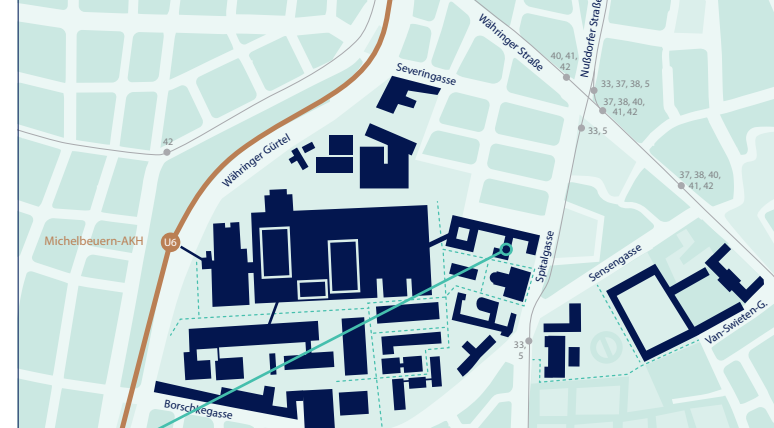 Währinger Straße
Nußdorfer Straße
40, 41,
42
Severingasse
33, 37, 38, 5
37, 38, 40,
41, 42
33, 5
42
Währinger Gürtel
37, 38, 40,
41, 42
Michelbeuern-AKH
U6
Spitalgasse
Sensengasse
Van-Swieten-G.
33,
5
Borschkegasse